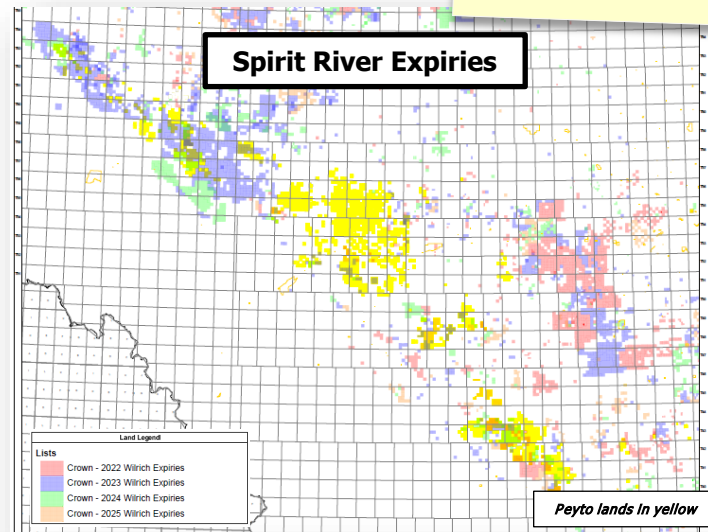 Spirit River Expiries
Land Legend
Lists
Crown - 2022 Wilrich Expiries
Crown - 2023 Wilrich Expiries
Crown - 2024 Wilrich Expiries
Crown - 2025 Wilrich Expiries
Peyto lands in yellow